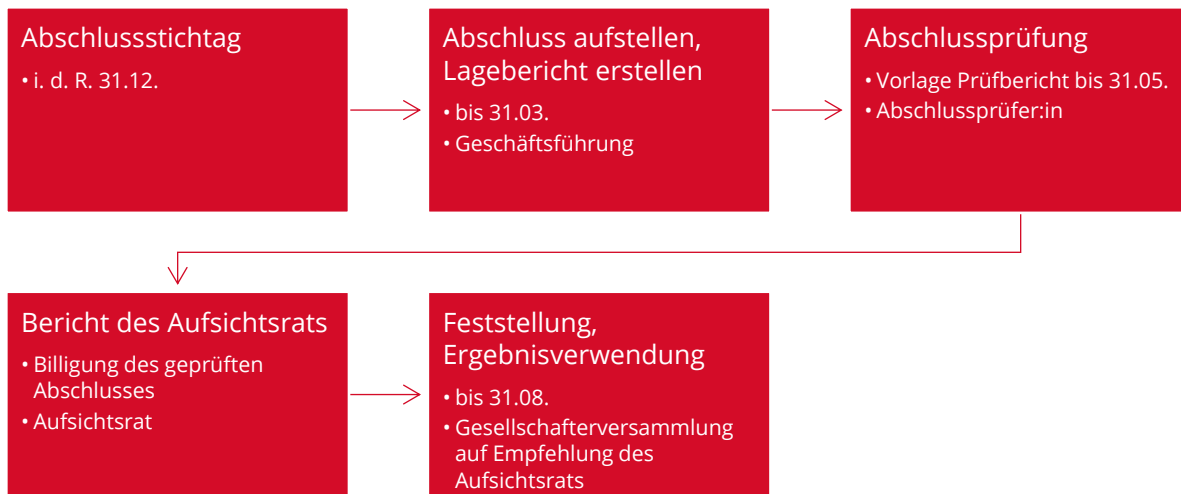 Abschlussstichtag
• i. d. R. 31.12.
Abschluss aufstellen,
Lagebericht erstellen
• bis 31.03.
• Geschäftsführung
Abschlussprüfung
• Vorlage Prüfbericht bis 31.05.
• Abschlussprüfer:in
Bericht des Aufsichtsrats
• Billigung des geprüften
Abschlusses
• Aufsichtsrat
Feststellung,
Ergebnisverwendung
• bis 31.08.
• Gesellschafterversammlung
auf Empfehlung des
Aufsichtsrats